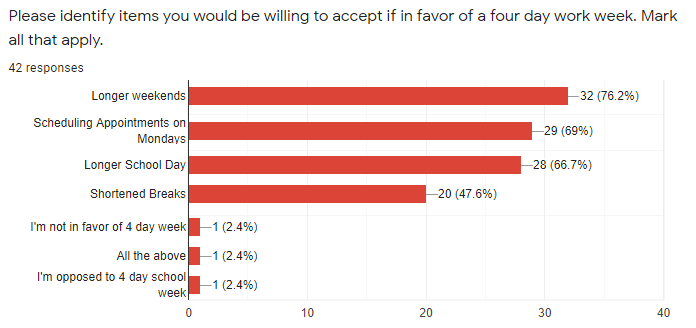 Please identify items you would be willing to accept if in favor of a four day work week. Mark
all that apply.
42 responses
Longer weekends
32 (76.2%)
Scheduling Appointments on
Mondays
29 (69%)
Longer School Day
28 (66.7%)
Shortened Breaks
20 (47.6%)
I'm not in favor of 4 day week
1 (2.4%)
All the above
1 (2.4%)
I'm opposed to 4 day school
week
1 (2.4%)
0 10 20 30 40